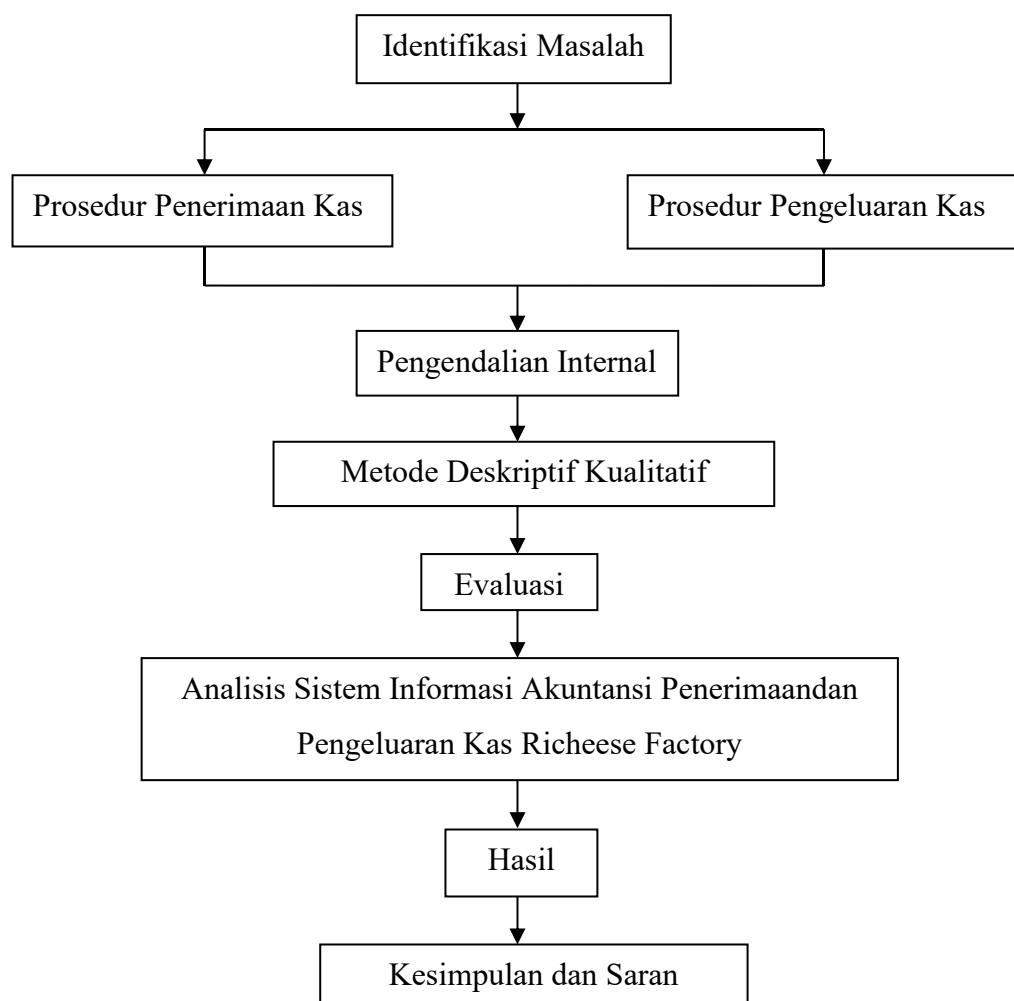 Identifikasi Masalah
Prosedur Penerimaan Kas
Prosedur Pengeluaran Kas
Pengendalian Internal
Metode Deskriptif Kualitatif
Evaluasi
Analisis Sistem Informasi Akuntansi Penerimaandan
Pengeluaran Kas Richeese Factory
Hasil
Kesimpulan dan Saran